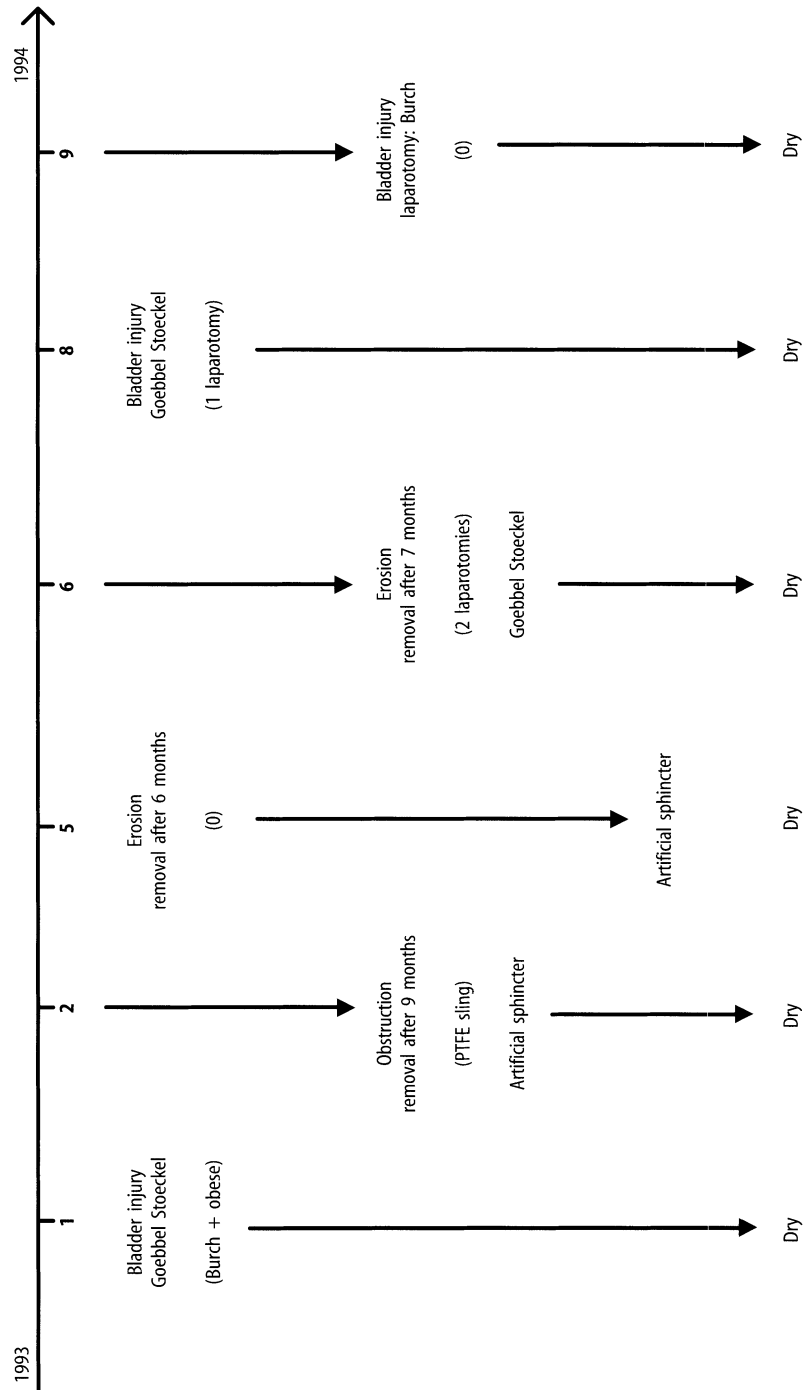 1993
1994
1
2
5
6
8
9
Bladder injury
Goebbel Stoeckel
(Burch + obese)
Dry
Obstruction
removal after 9 months
(PTFE sling)
Artificial sphincter
Dry
Erosion
removal after 6 months
(0)
Artificial sphincter
Dry
Erosion
removal after 7 months
(2 laparotomies)
Goebbel Stoeckel
Dry
Bladder injury
Goebbel Stoeckel
(1 laparotomy)
Dry
Bladder injury
laparotomy: Burch
(0)
Dry